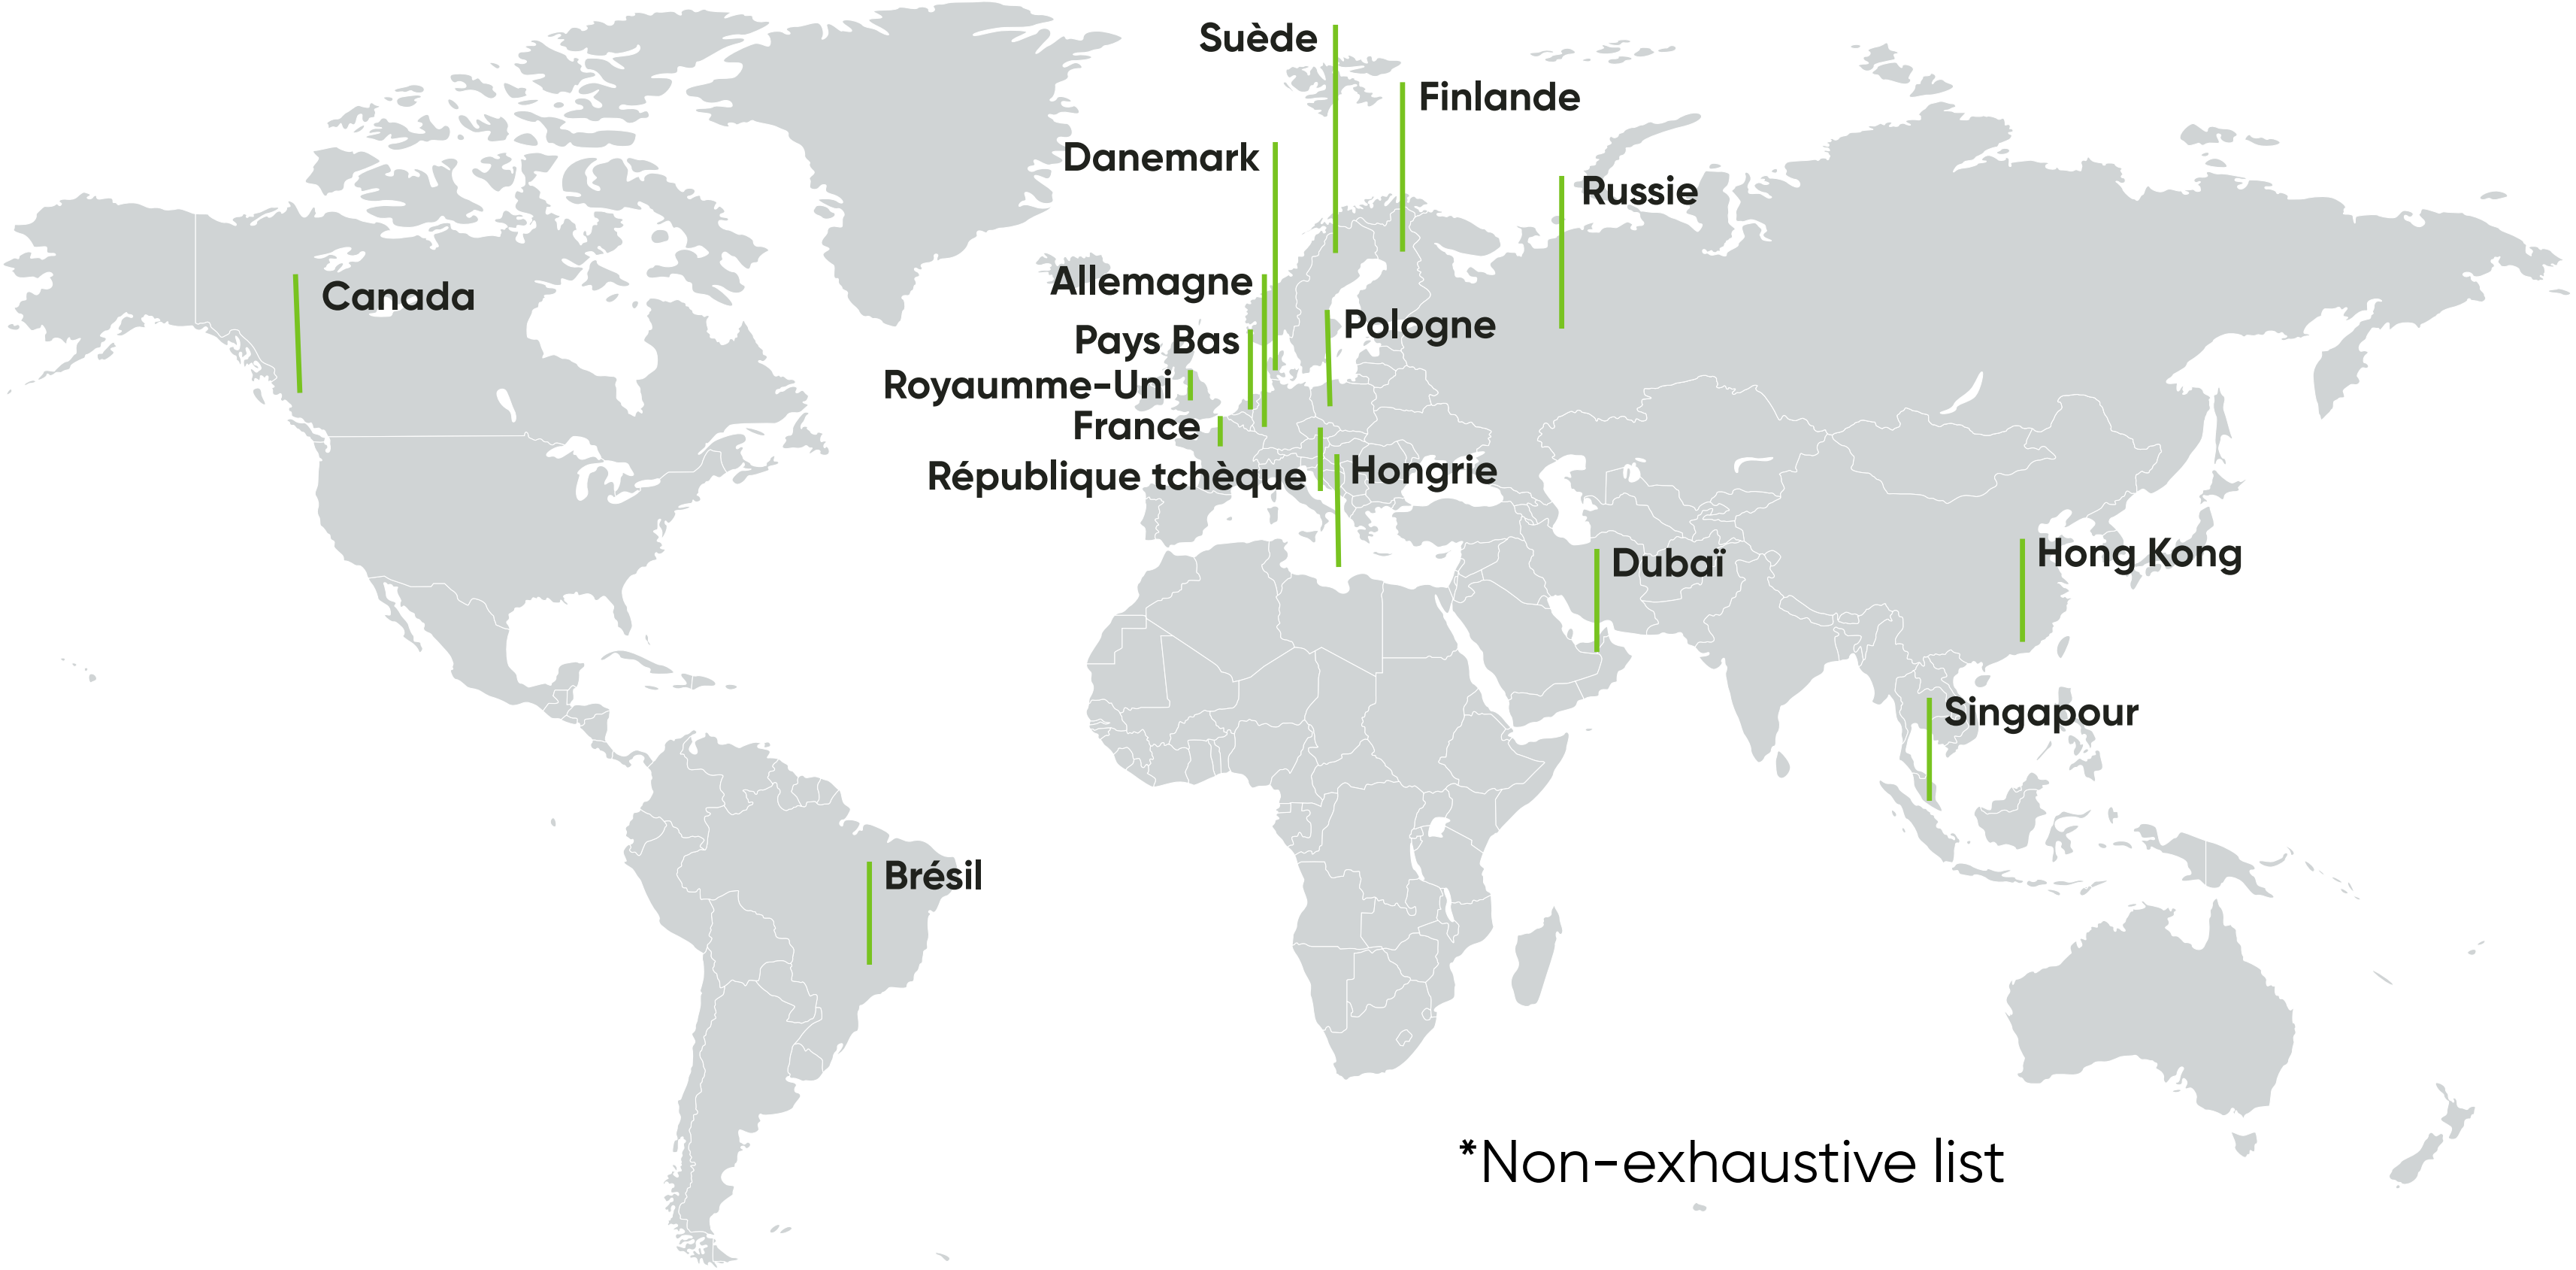 Suède
Finlande
Danemark
Russie
Allemagne
Canada
Pologne
Pays Bas
Royaumme-Uni
France
Hongrie
République tchèque
Hong Kong
Dubaï
Singapour
Brésil
*Non-exhaustive list